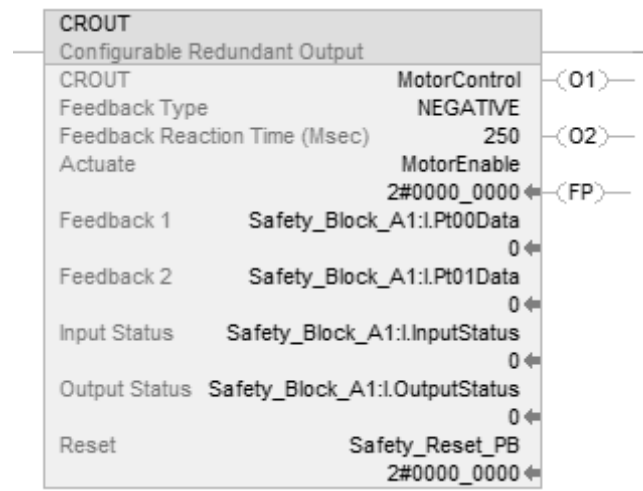 CROUT
Configurable Redundant Output
CROUT MotorControl (O1)
Feedback Type NEGATIVE
Feedback Reaction Time (Msec) 250 (O2)
Actuate MotorEnable
2#0000_0000 (FP)
Feedback 1 Safety_Block_A1:I.Pt00Data
0
Feedback 2 Safety_Block_A1:I.Pt01Data
0
Input Status Safety_Block_A1:I.InputStatus
0
Output Status Safety_Block_A1:I.OutputStatus
0
Reset Safety_Reset_PB
2#0000_0000